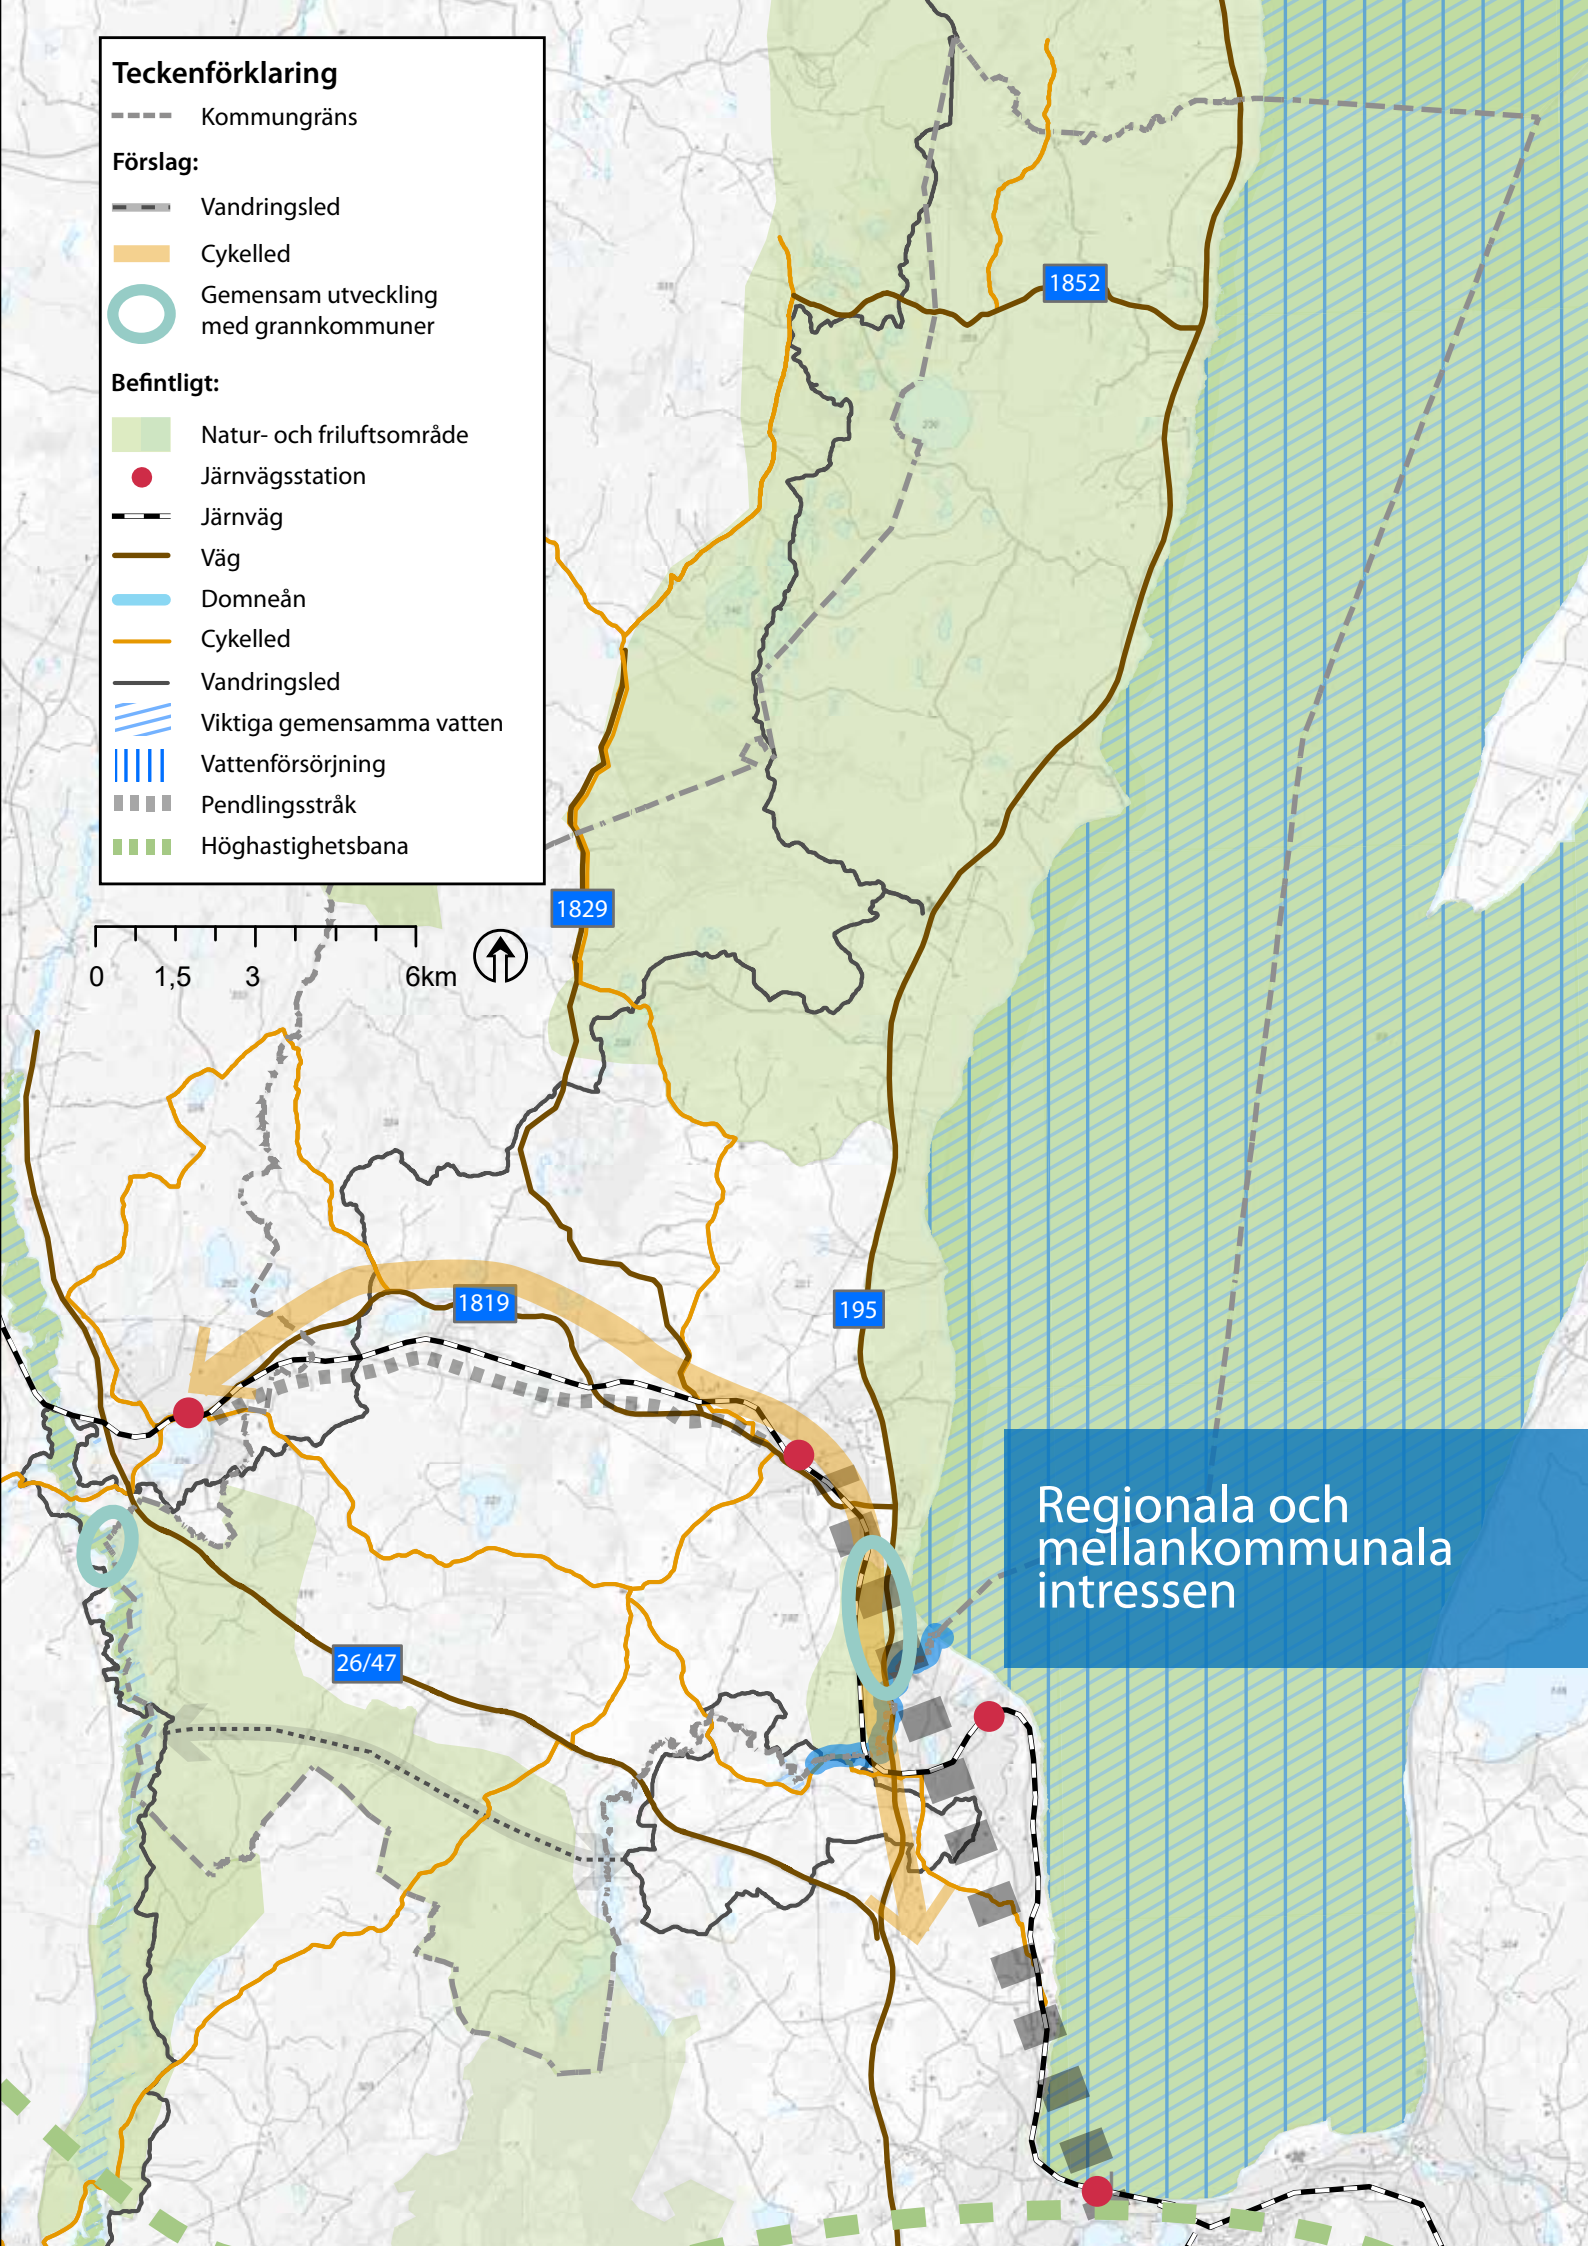 Teckenförklaring
Kommungräns
Förslag:
Vandringsled
Cykelled
Gemensam utveckling
med grannkommuner
Befintligt:
Natur- och friluftsområde
Järnvägsstation
Järnväg
Väg
Domneån
Cykelled
Vandringsled
Viktiga gemensamma vatten
Vattenförsörjning
Pendlingsstråk
Höghastighetsbana
0 1,5 3 6km
1852
1829
1819
195
26/47
Regionala och
mellankommunala
intressen